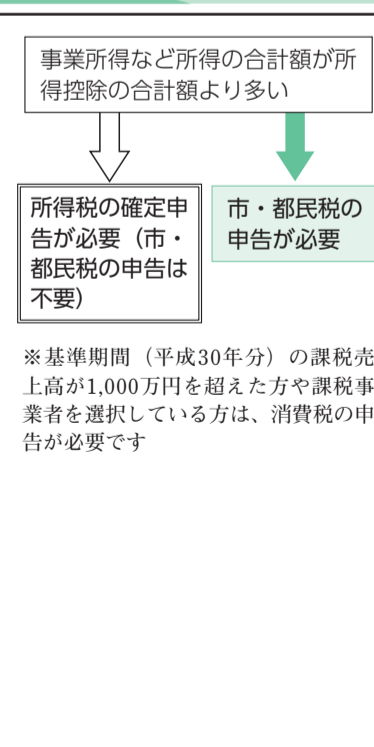 事業所得など所得の合計額が所
得控除の合計額より多い
所得税の確定申
告が必要（市・
都民税の申告は
不要）
市・都民税の
申告が必要
※基準期間（平成30年分）の課税売
上高が1,000万円を超えた方や課税事
業者を選択している方は、消費税の申
告が必要です